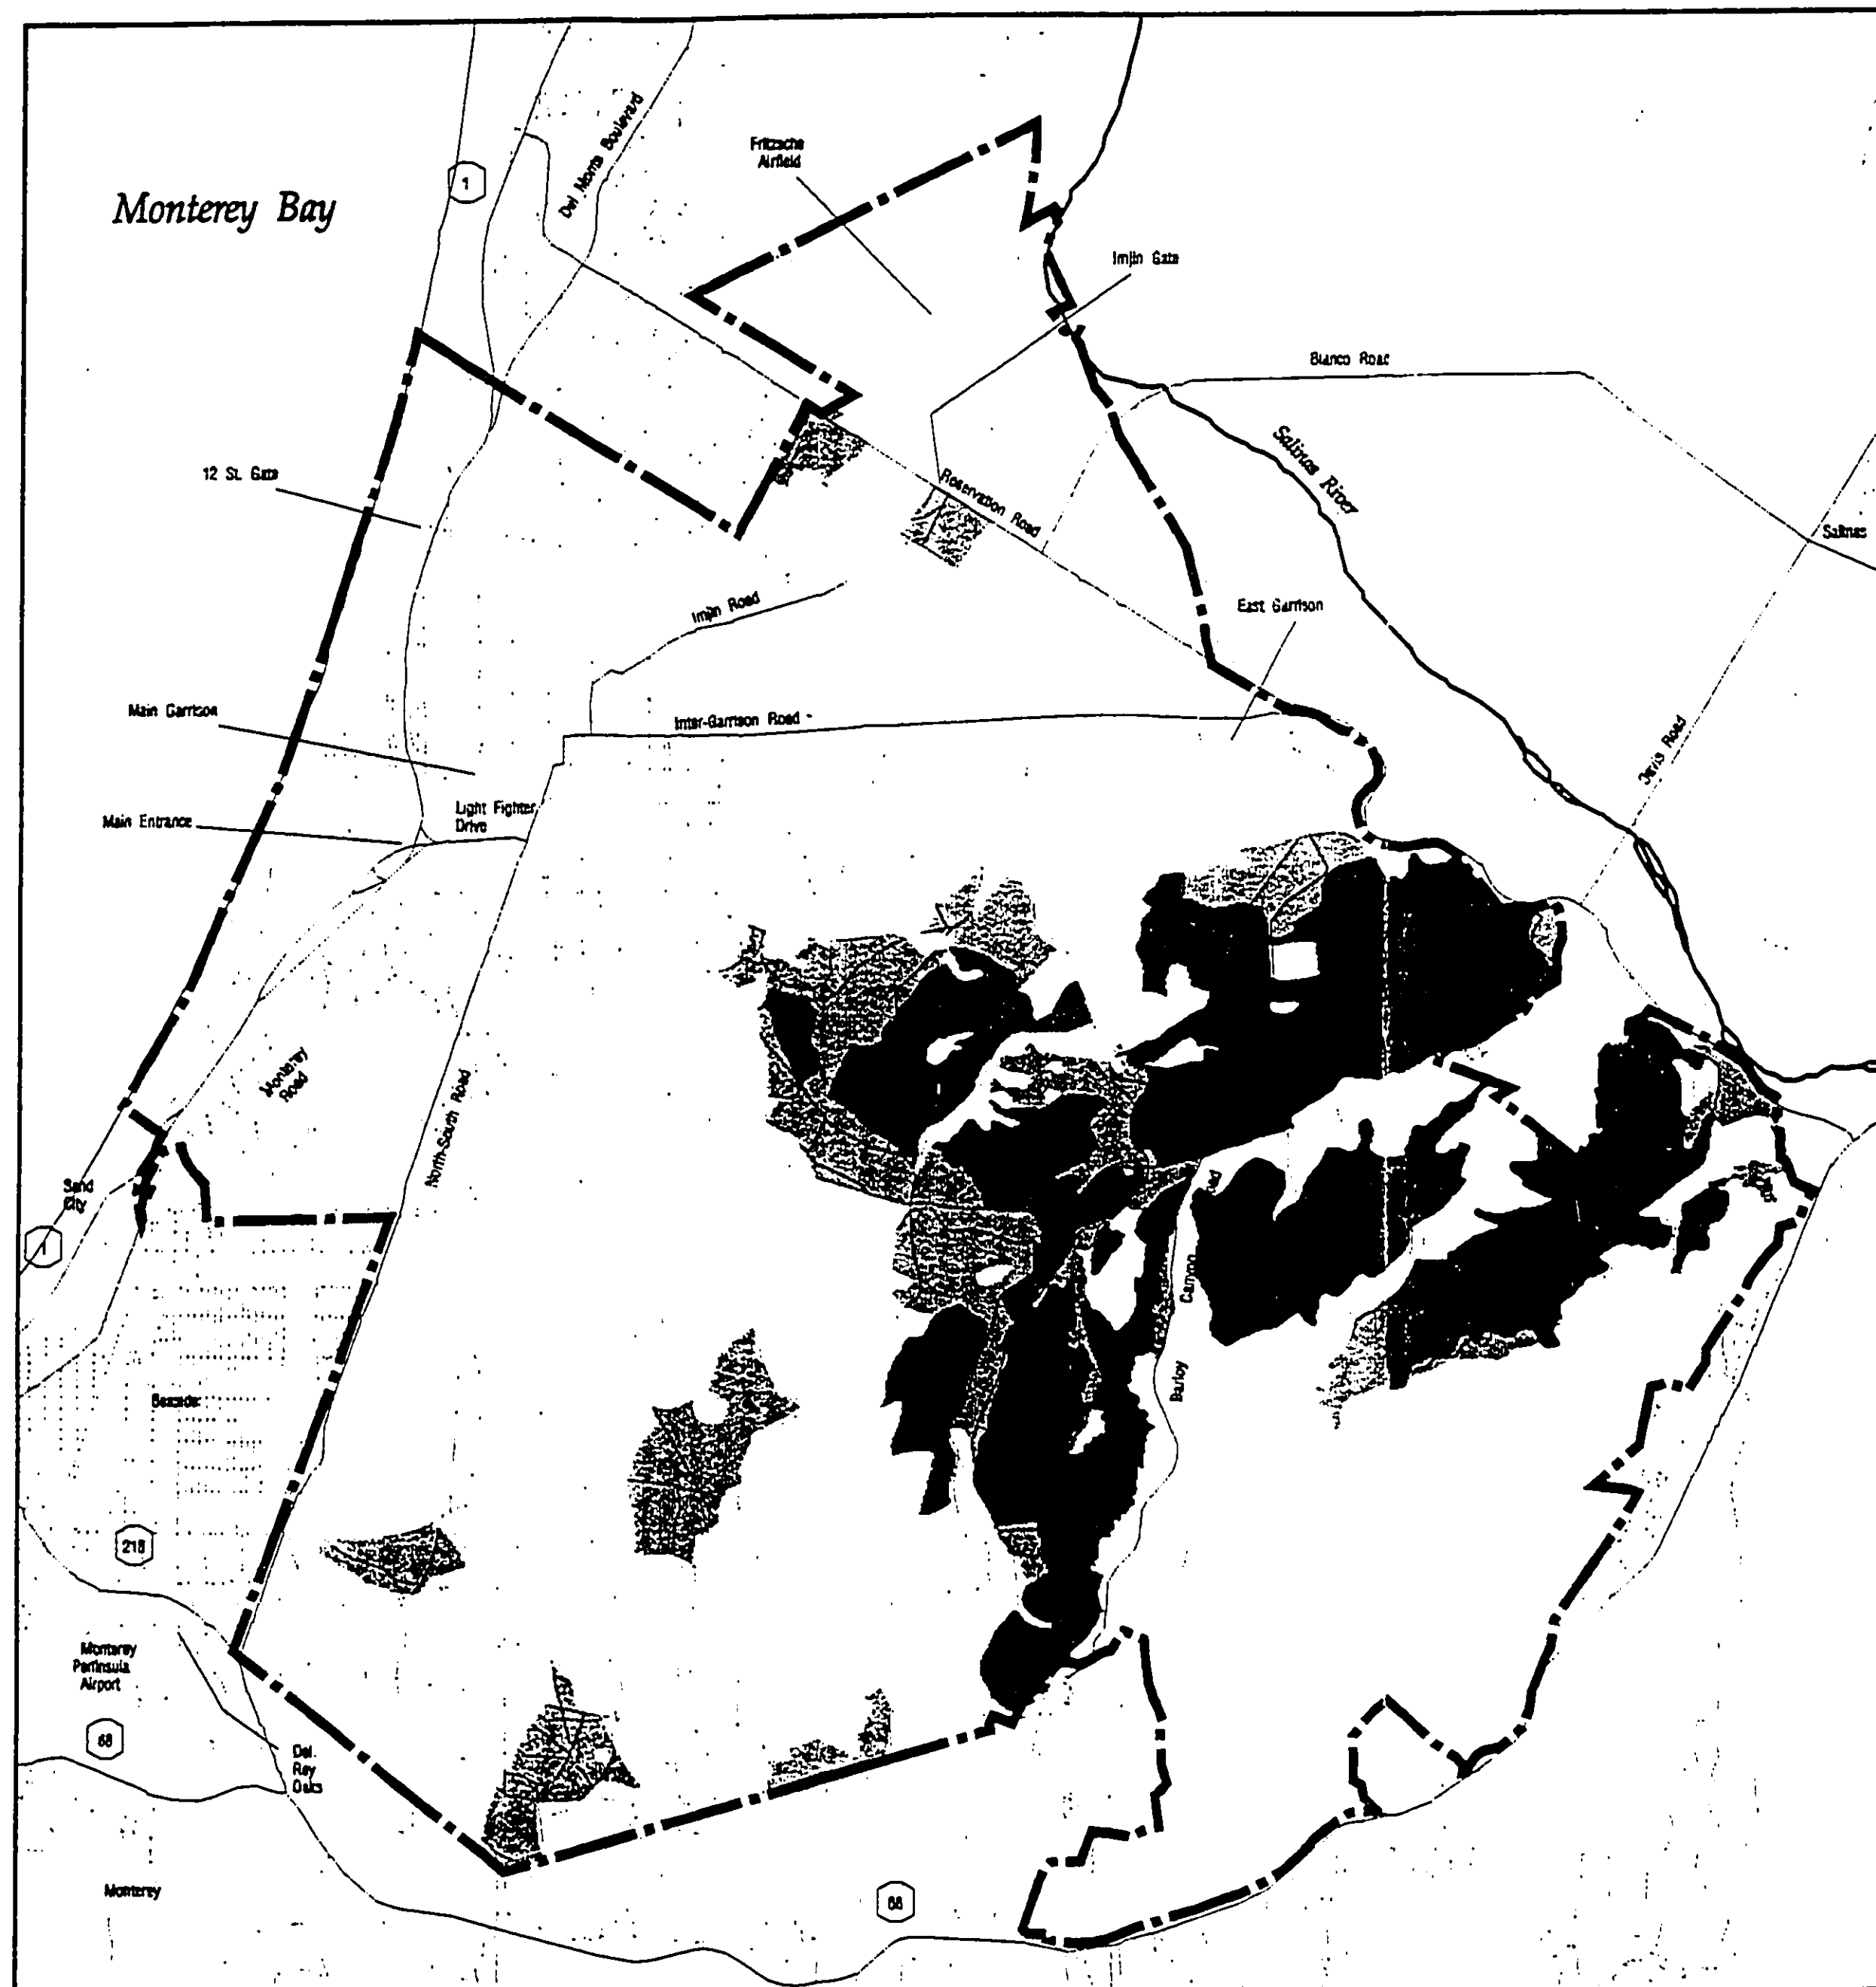 Monterey Bay
1
Del Monte Boulevard
Fritzsche
Airfield
Imjin Gate
Blanco Road
Salinas River
12 St. Gate
Reservation Road
Salinas
Imjin Road
East Garrison
Main Garrison
Inter-Garrison Road
Davis Road
Main Entrance
Light Fighter
Drive
Monterey
Road
North-South Road
Sand
City
1
Barloy
Canyon
Seaside
218
Monterey
Peninsula
Airport
68
Del
Rey
Oaks
Monterey
68